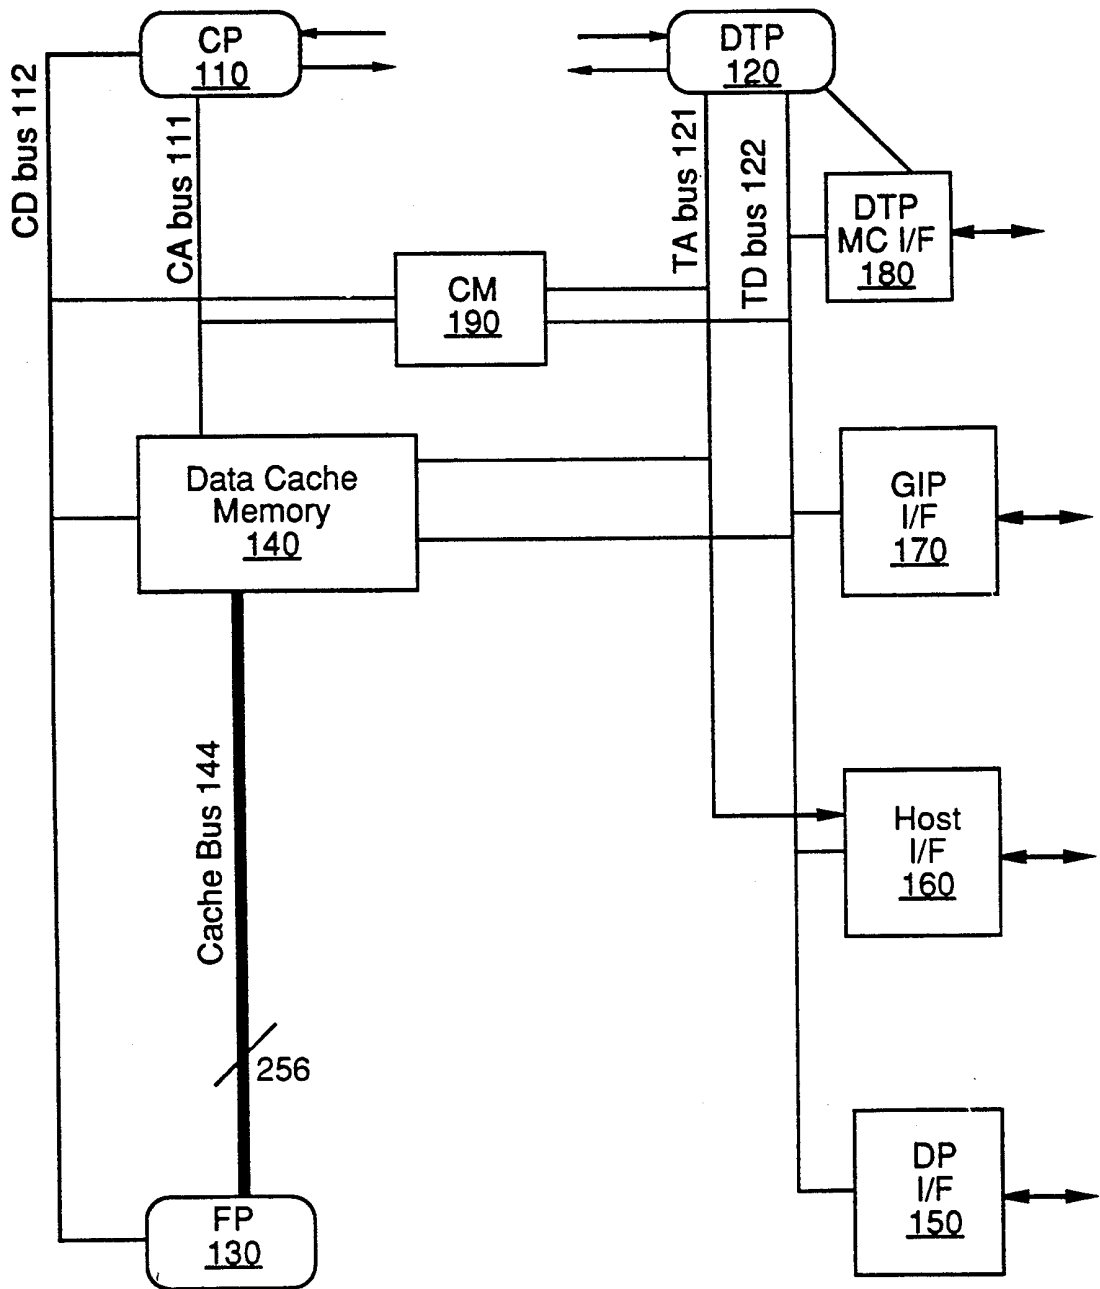 CP
110
DTP
120
CD bus 112
CA bus 111
TA bus 121
TD bus 122
DTP
MC I/F
180
CM
190
Data Cache
Memory
140
GIP
I/F
170
Cache Bus 144
Host
I/F
160
256
DP
I/F
150
FP
130